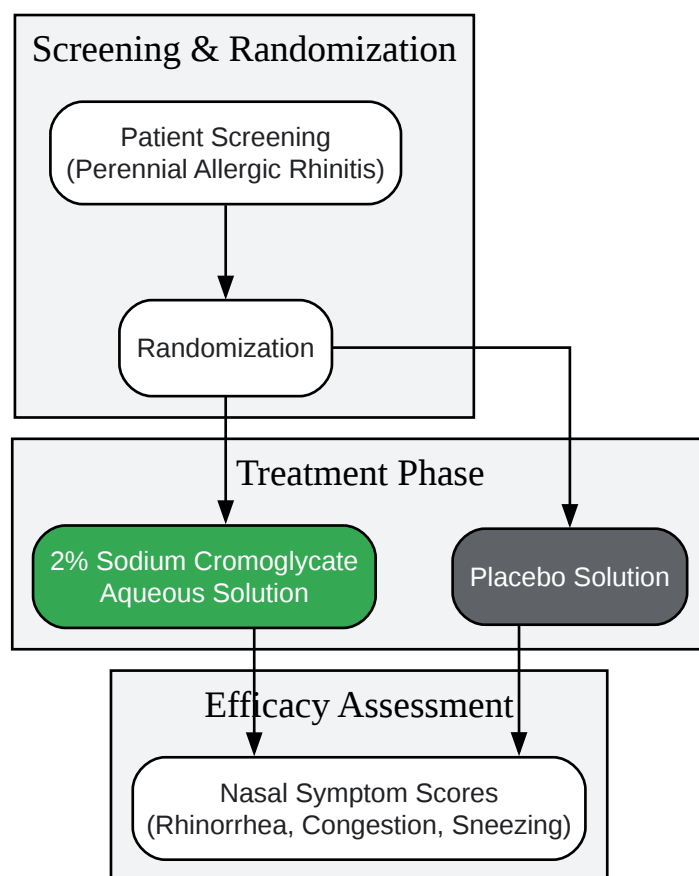 Screening & Randomization
Patient Screening
(Perennial Allergic Rhinitis)
Randomization
Treatment Phase
2% Sodium Cromoglycate
Aqueous Solution
Placebo Solution
Efficacy Assessment
Nasal Symptom Scores
(Rhinorrhea, Congestion, Sneezing)